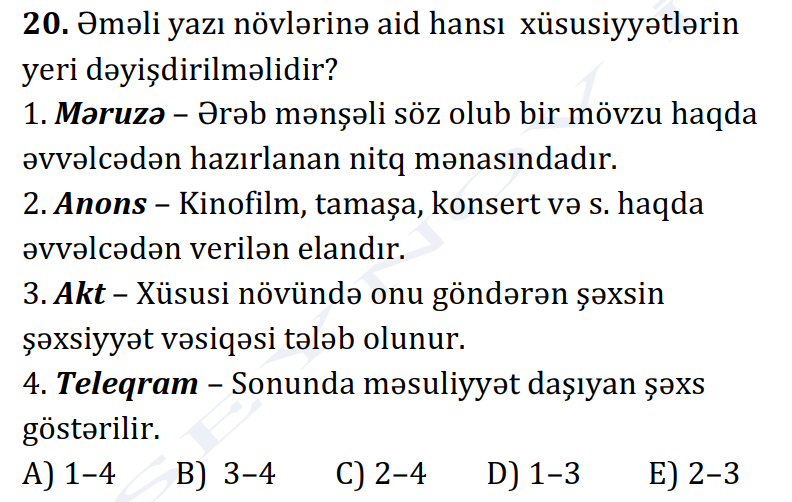 20. Əməli yazı növlərinə aid hansı xüsusiyyətlərin
yeri dəyişdirilməlidir?
1. Məruzə – Ərəb mənşəli söz olub bir mövzu haqda
əvvəlcədən hazırlanan nitq mənasındadır.
2. Anons – Kinofilm, tamaşa, konsert və s. haqda
əvvəlcədən verilən elandır.
3. Akt – Xüsusi növündə onu göndərən şəxsin
şəxsiyyət vəsiqəsi tələb olunur.
4. Teleqram – Sonunda məsuliyyət daşıyan şəxs
göstərilir.
A) 1–4 B) 3–4 C) 2–4 D) 1–3 E) 2–3